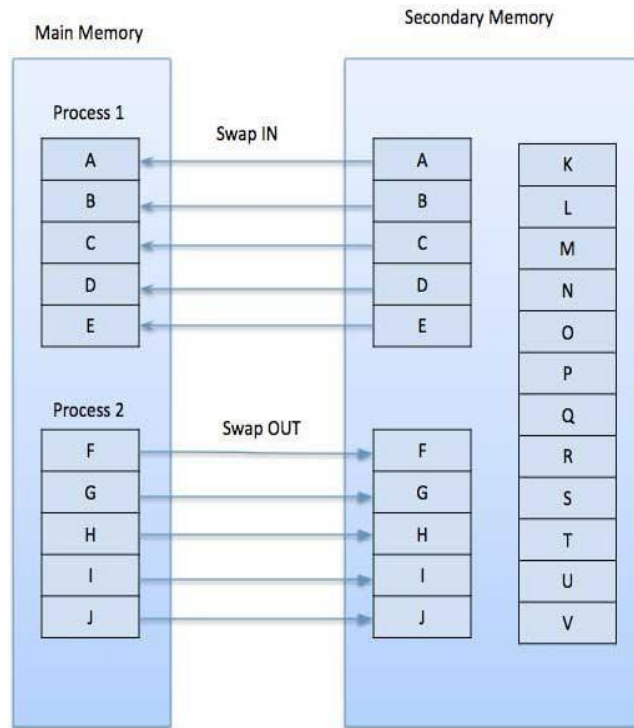 Main Memory
Secondary Memory
Process 1
Swap IN
A
B
C
D
E
A
B
C
D
E
Process 2
Swap OUT
F
G
H
I
J
F
G
H
I
J
K
L
M
N
O
P
Q
R
S
T
U
V